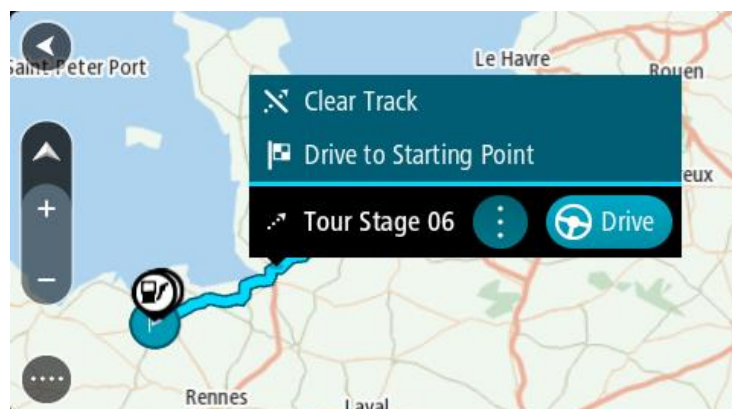 Saint Peter Port
Le Havre
Rouen
Clear Track
Drive to Starting Point
eux
Tour Stage 06
Drive
Rennes
Laval